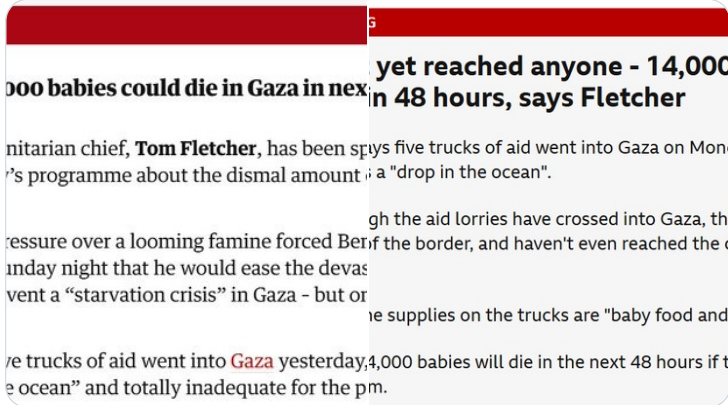 000 babies could die in Gaza in nex
nitarian chief, Tom Fletcher, has been sp
's programme about the dismal amount
ressure over a looming famine forced Ben
unday night that he would ease the devas
vent a “starvation crisis” in Gaza – but or
ve trucks of aid went into Gaza yesterday,
e ocean” and totally inadequate for the p
G
yet reached anyone - 14,000
in 48 hours, says Fletcher
ys five trucks of aid went into Gaza on Mon
s a "drop in the ocean".
gh the aid lorries have crossed into Gaza, th
of the border, and haven't even reached the c
he supplies on the trucks are "baby food and
4,000 babies will die in the next 48 hours if t
m.